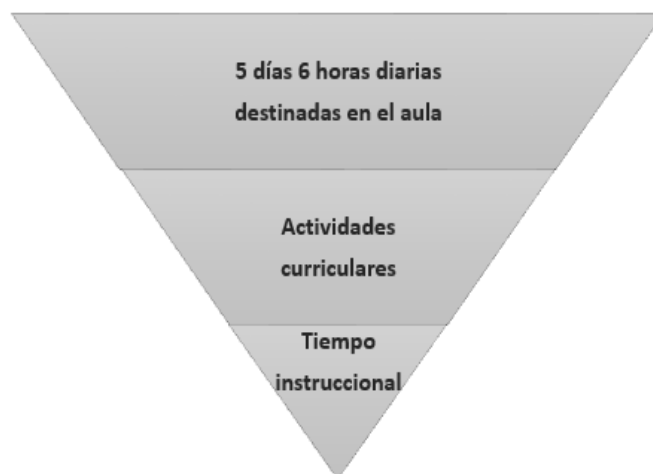 5 días 6 horas diarias
destinadas en el aula
Actividades
curriculares
Tiempo
instruccional